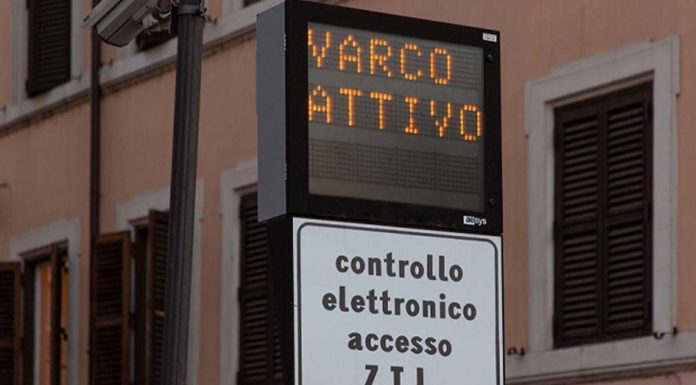 VARCO
ATTIVO
aesys
controllo
elettronico
accesso
Z T L